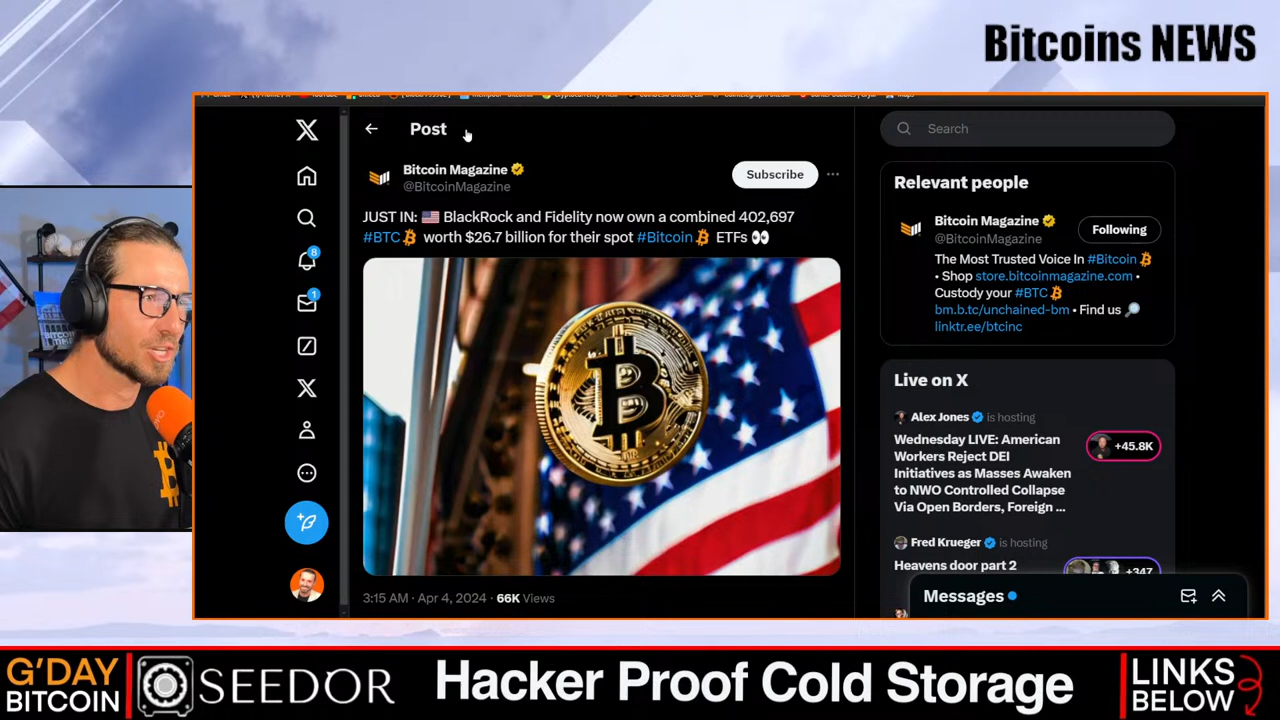 Bitcoins NEWS
Post
Search
Bitcoin Magazine
@BitcoinMagazine
Subscribe
JUST IN: 🇺🇸 BlackRock and Fidelity now own a combined 402,697
#BTC worth $26.7 billion for their spot #Bitcoin ETFs 👀
3:15 AM · Apr 4, 2024 · 66K Views
8
1
Relevant people
Bitcoin Magazine
@BitcoinMagazine
Following
The Most Trusted Voice In #Bitcoin
• Shop store.bitcoinmagazine.com •
Custody your #BTC
bm.b.tc/unchained-bm • Find us 🔎
linktr.ee/btcinc
Live on X
Alex Jones is hosting
Wednesday LIVE: American
Workers Reject DEI
Initiatives as Masses Awaken
to NWO Controlled Collapse
Via Open Borders, Foreign ...
+45.8K
Fred Krueger is hosting
Heavens door part 2
+347
Messages
G'DAY
BITCOIN
SEEDOR
Hacker Proof Cold Storage
LINKS
BELOW